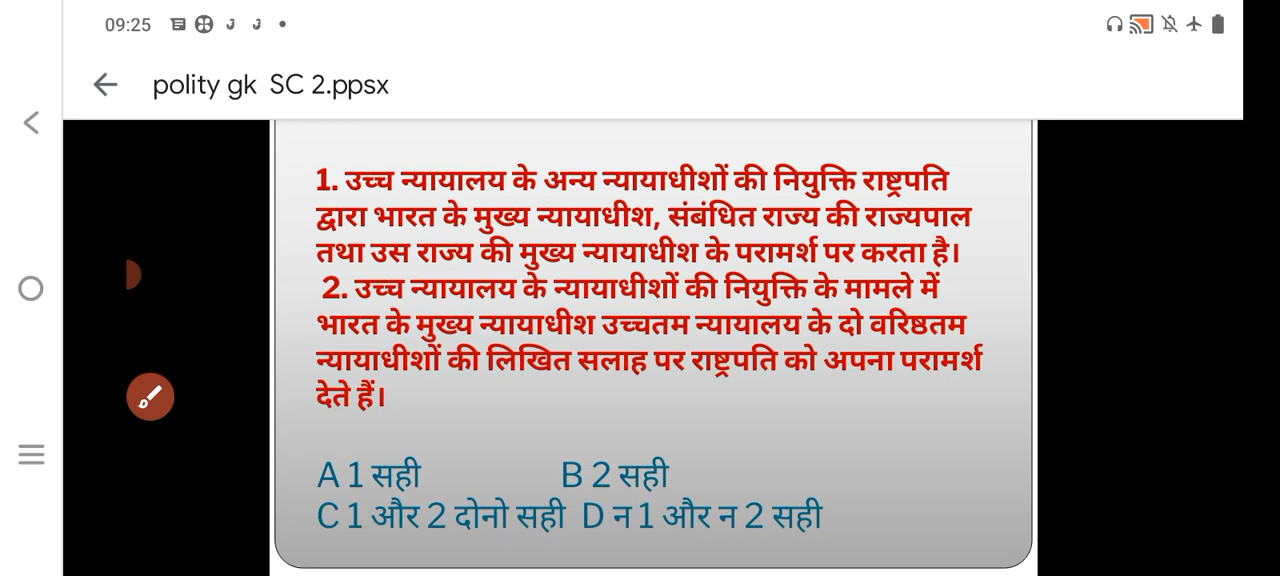 09:25
polity gk SC 2.ppsx
1. उच्च न्यायालय के अन्य न्यायाधीशों की नियुक्ति राष्ट्रपति
द्वारा भारत के मुख्य न्यायाधीश, संबंधित राज्य की राज्यपाल
तथा उस राज्य की मुख्य न्यायाधीश के परामर्श पर करता है।
2. उच्च न्यायालय के न्यायाधीशों की नियुक्ति के मामले में
भारत के मुख्य न्यायाधीश उच्चतम न्यायालय के दो वरिष्ठतम
न्यायाधीशों की लिखित सलाह पर राष्ट्रपति को अपना परामर्श
देते हैं।
A 1 सही B 2 सही
C 1 और 2 दोनो सही D न 1 और न 2 सही